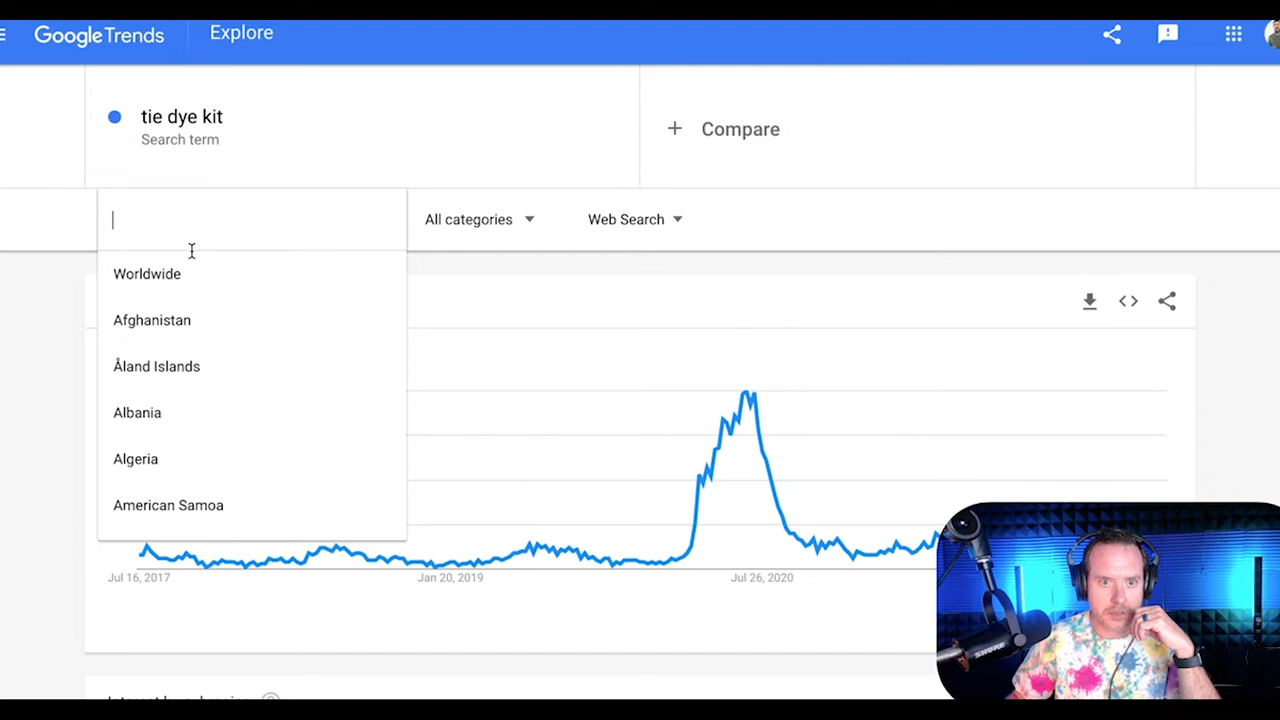 Google Trends
Explore
tie dye kit
Search term
+ Compare
All categories
Web Search
Worldwide
Afghanistan
Åland Islands
Albania
Algeria
American Samoa
Jul 16, 2017
Jan 20, 2019
Jul 26, 2020
SHURE